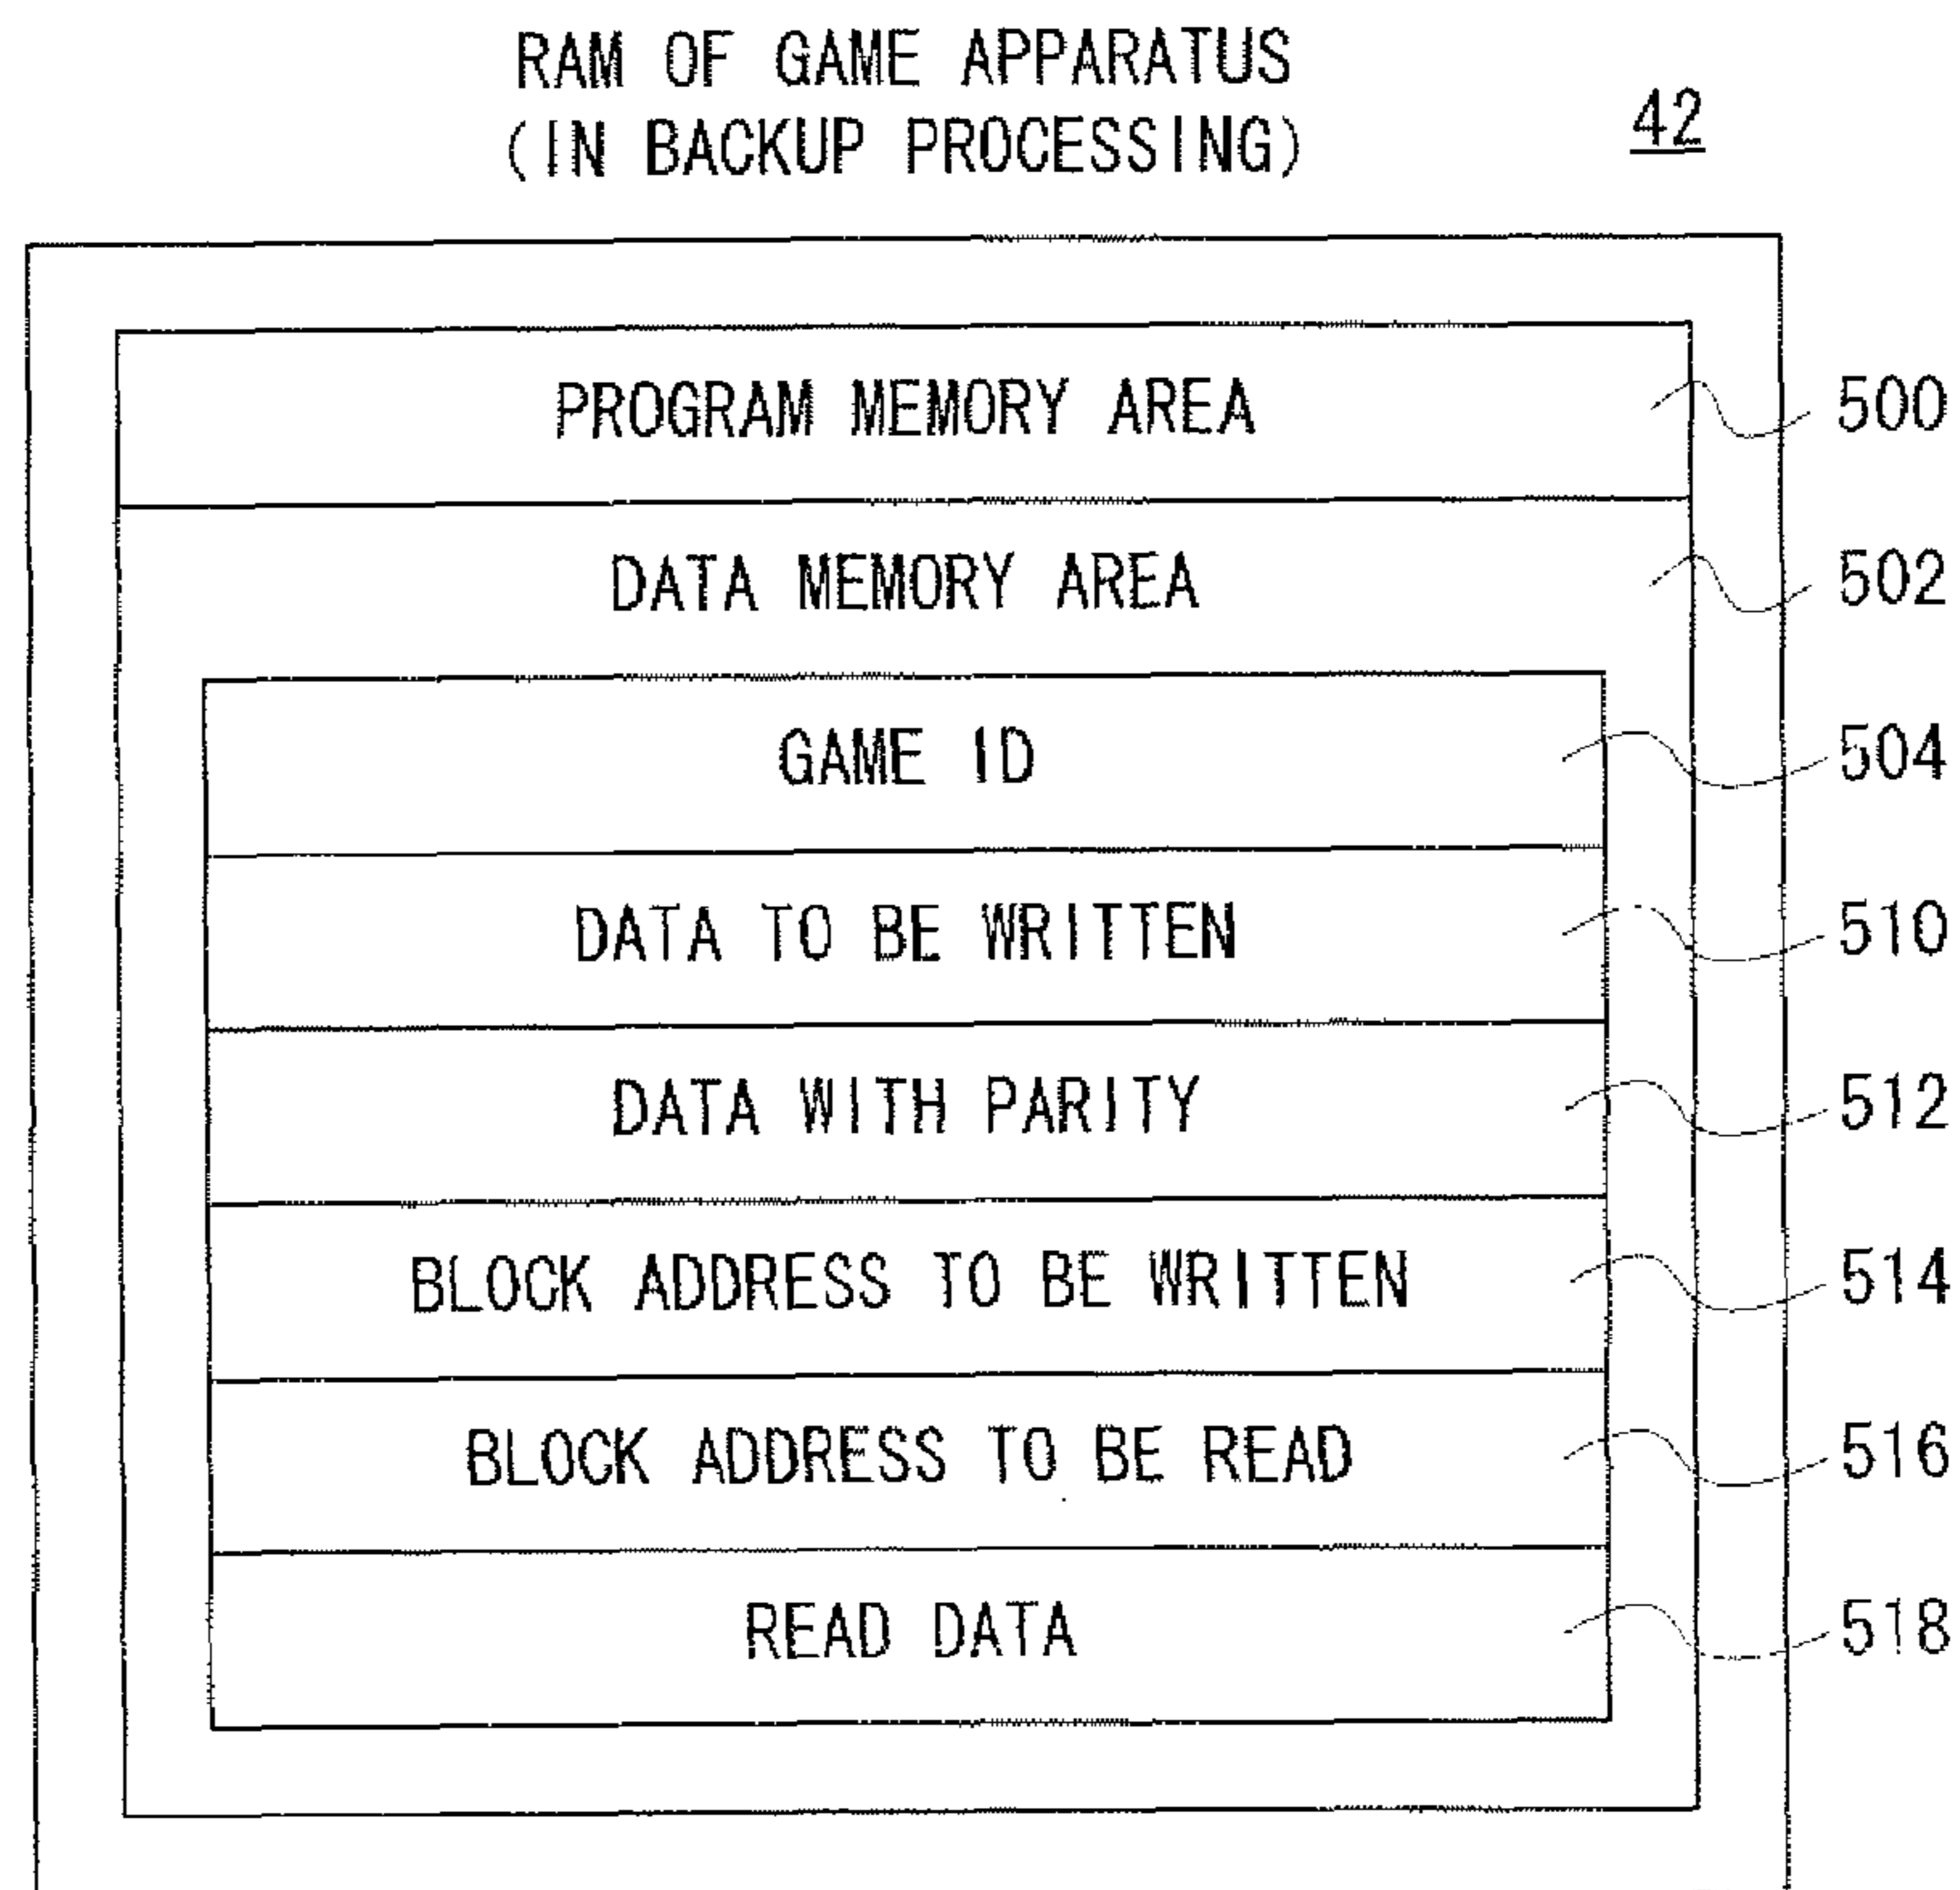 RAM OF GAME APPARATUS
(IN BACKUP PROCESSING)
42
PROGRAM MEMORY AREA 500
DATA MEMORY AREA 502
GAME ID 504
DATA TO BE WRITTEN 510
DATA WITH PARITY 512
BLOCK ADDRESS TO BE WRITTEN 514
BLOCK ADDRESS TO BE READ 516
READ DATA 518